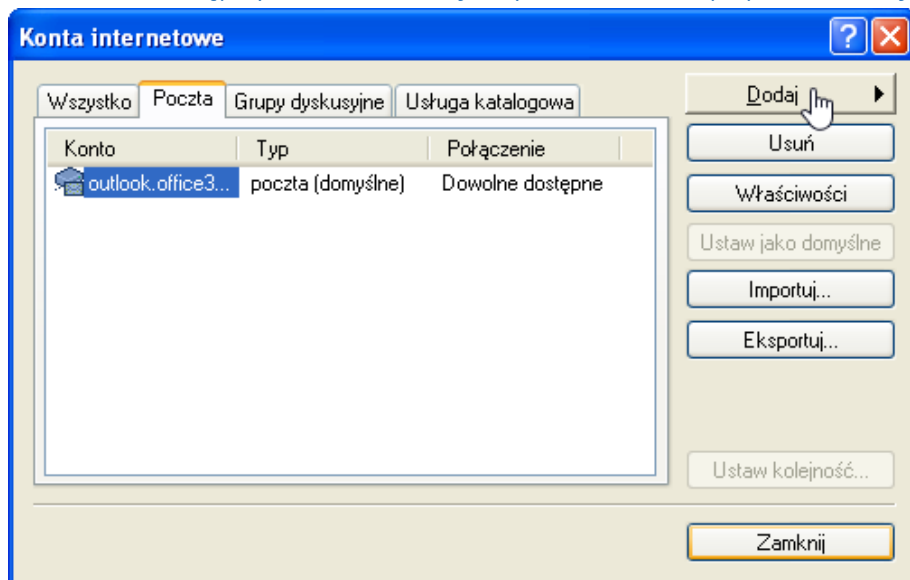 Konta internetowe
Wszystko Poczta Grupy dyskusyjne Usługa katalogowa
Konto Typ Połączenie
outlook.office3... poczta (domyślne) Dowolne dostępne
Dodaj
Usuń
Właściwości
Ustaw jako domyślne
Importuj...
Eksportuj...
Ustaw kolejność...
Zamknij